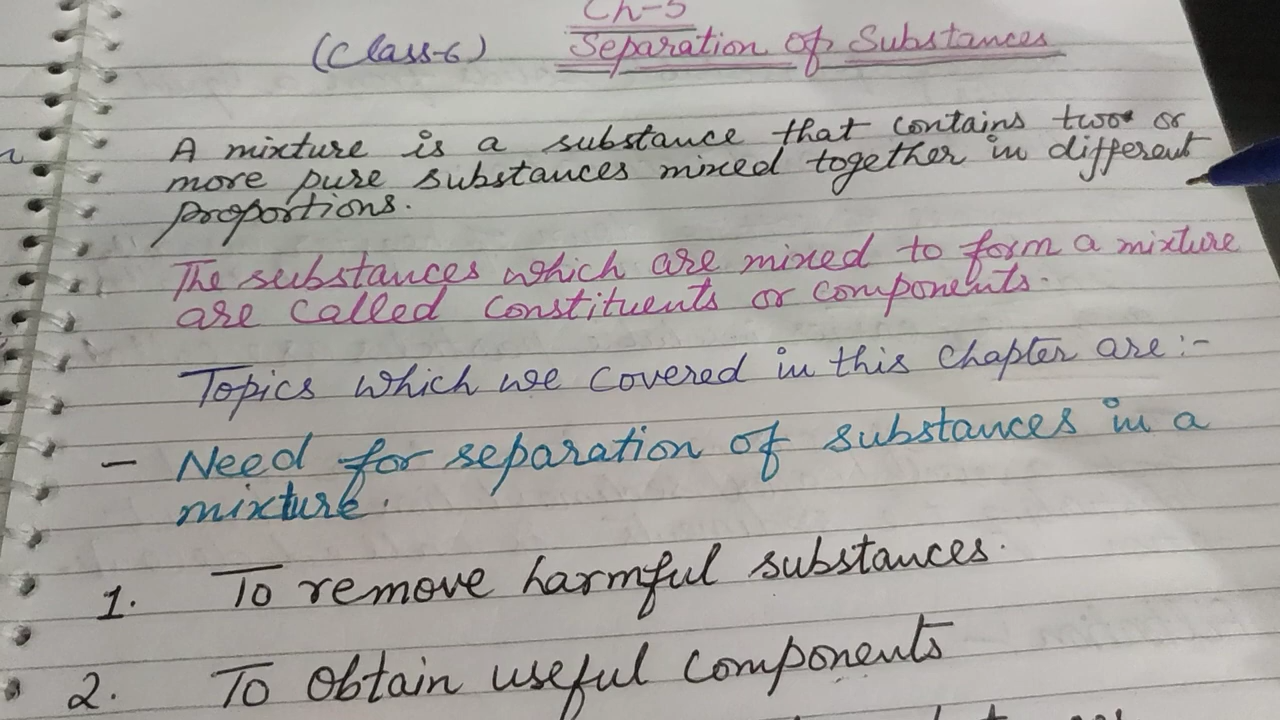 Ch-5
(Class-6) Separation of Substances
A mixture is a substance that contains two or
more pure substances mixed together in different
proportions.
The substances which are mixed to form a mixture
are called constituents or components.
Topics which we covered in this chapter are :-
- Need for separation of substances in a
mixture.
1. To remove harmful substances.
2. To obtain useful components